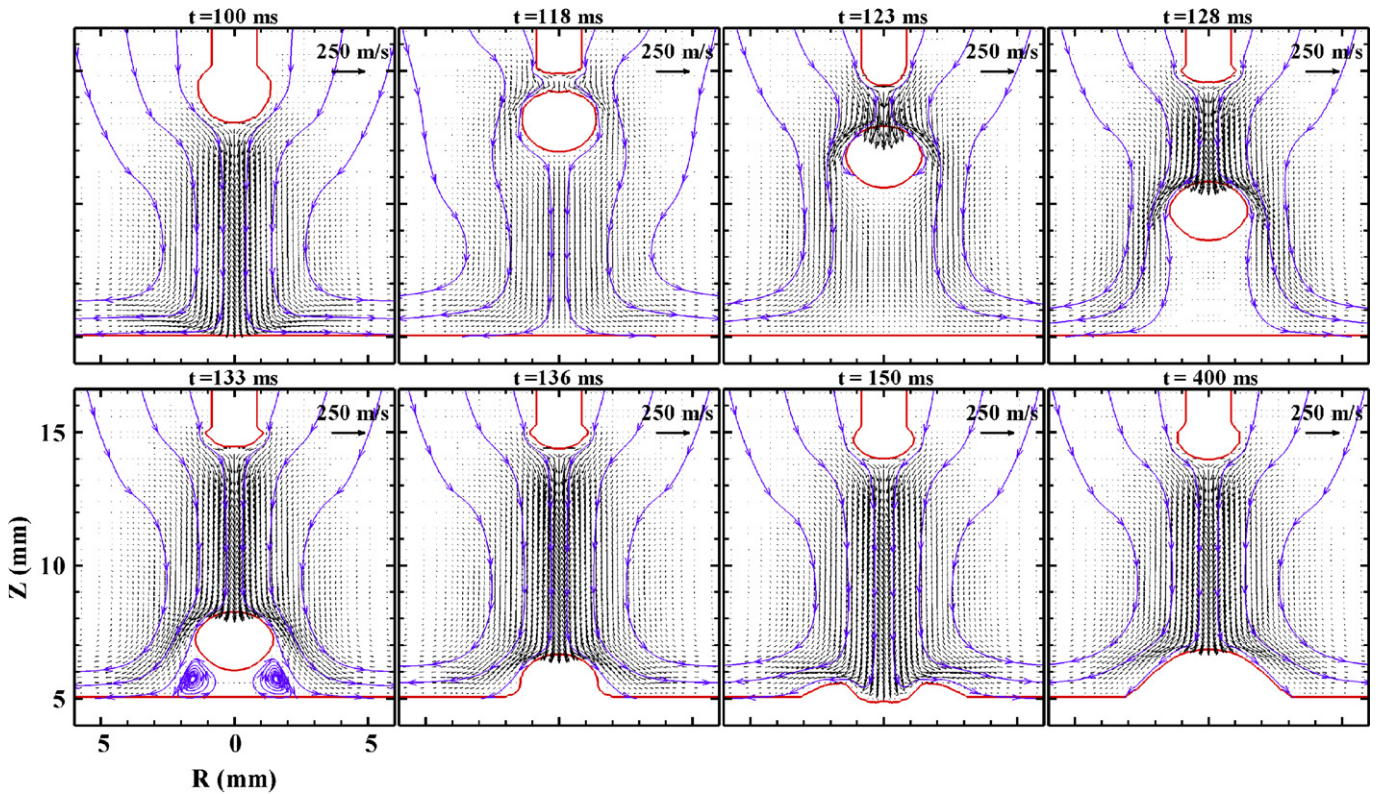 t =100 ms
t =118 ms
t =123 ms
t =128 ms
250 m/s
250 m/s
250 m/s
250 m/s
t =133 ms
t =136 ms
t =150 ms
t = 400 ms
250 m/s
250 m/s
250 m/s
250 m/s
15
10
5
Z (mm)
5
0
5
R (mm)